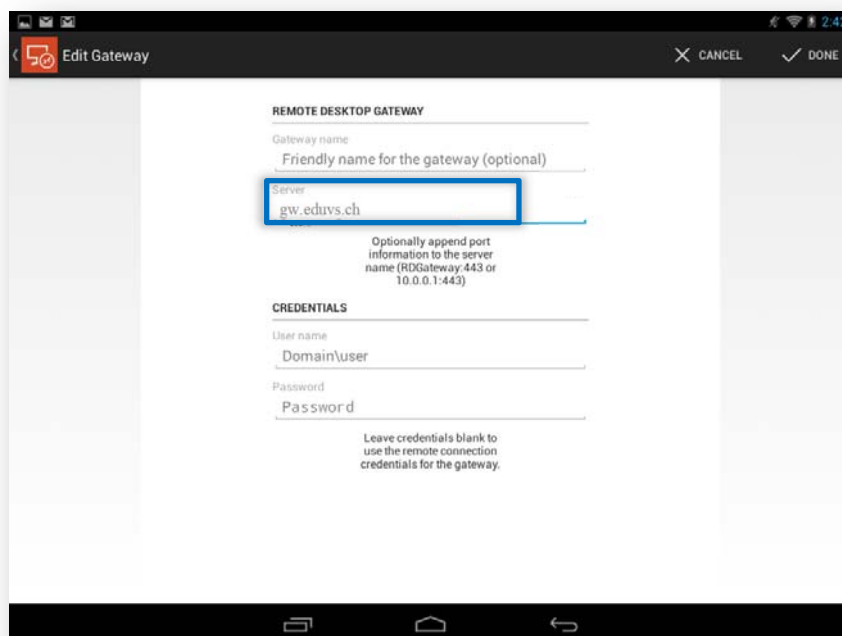 2:43
Edit Gateway
CANCEL
DONE
REMOTE DESKTOP GATEWAY
Gateway name
Friendly name for the gateway (optional)
Server
gw.eduvs.ch
Optionally append port
information to the server
name (RDGateway:443 or
10.0.0.1:443)
CREDENTIALS
User name
Domain\user
Password
Password
Leave credentials blank to
use the remote connection
credentials for the gateway.